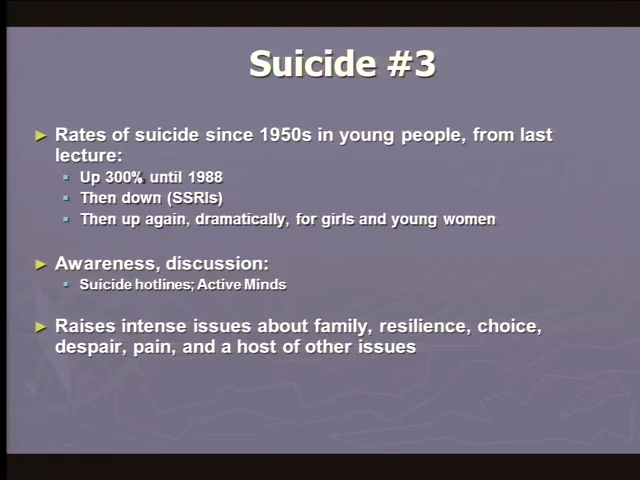 Suicide #3
Rates of suicide since 1950s in young people, from last
lecture:
Up 300% until 1988
Then down (SSRIs)
Then up again, dramatically, for girls and young women
Awareness, discussion:
Suicide hotlines; Active Minds
Raises intense issues about family, resilience, choice,
despair, pain, and a host of other issues